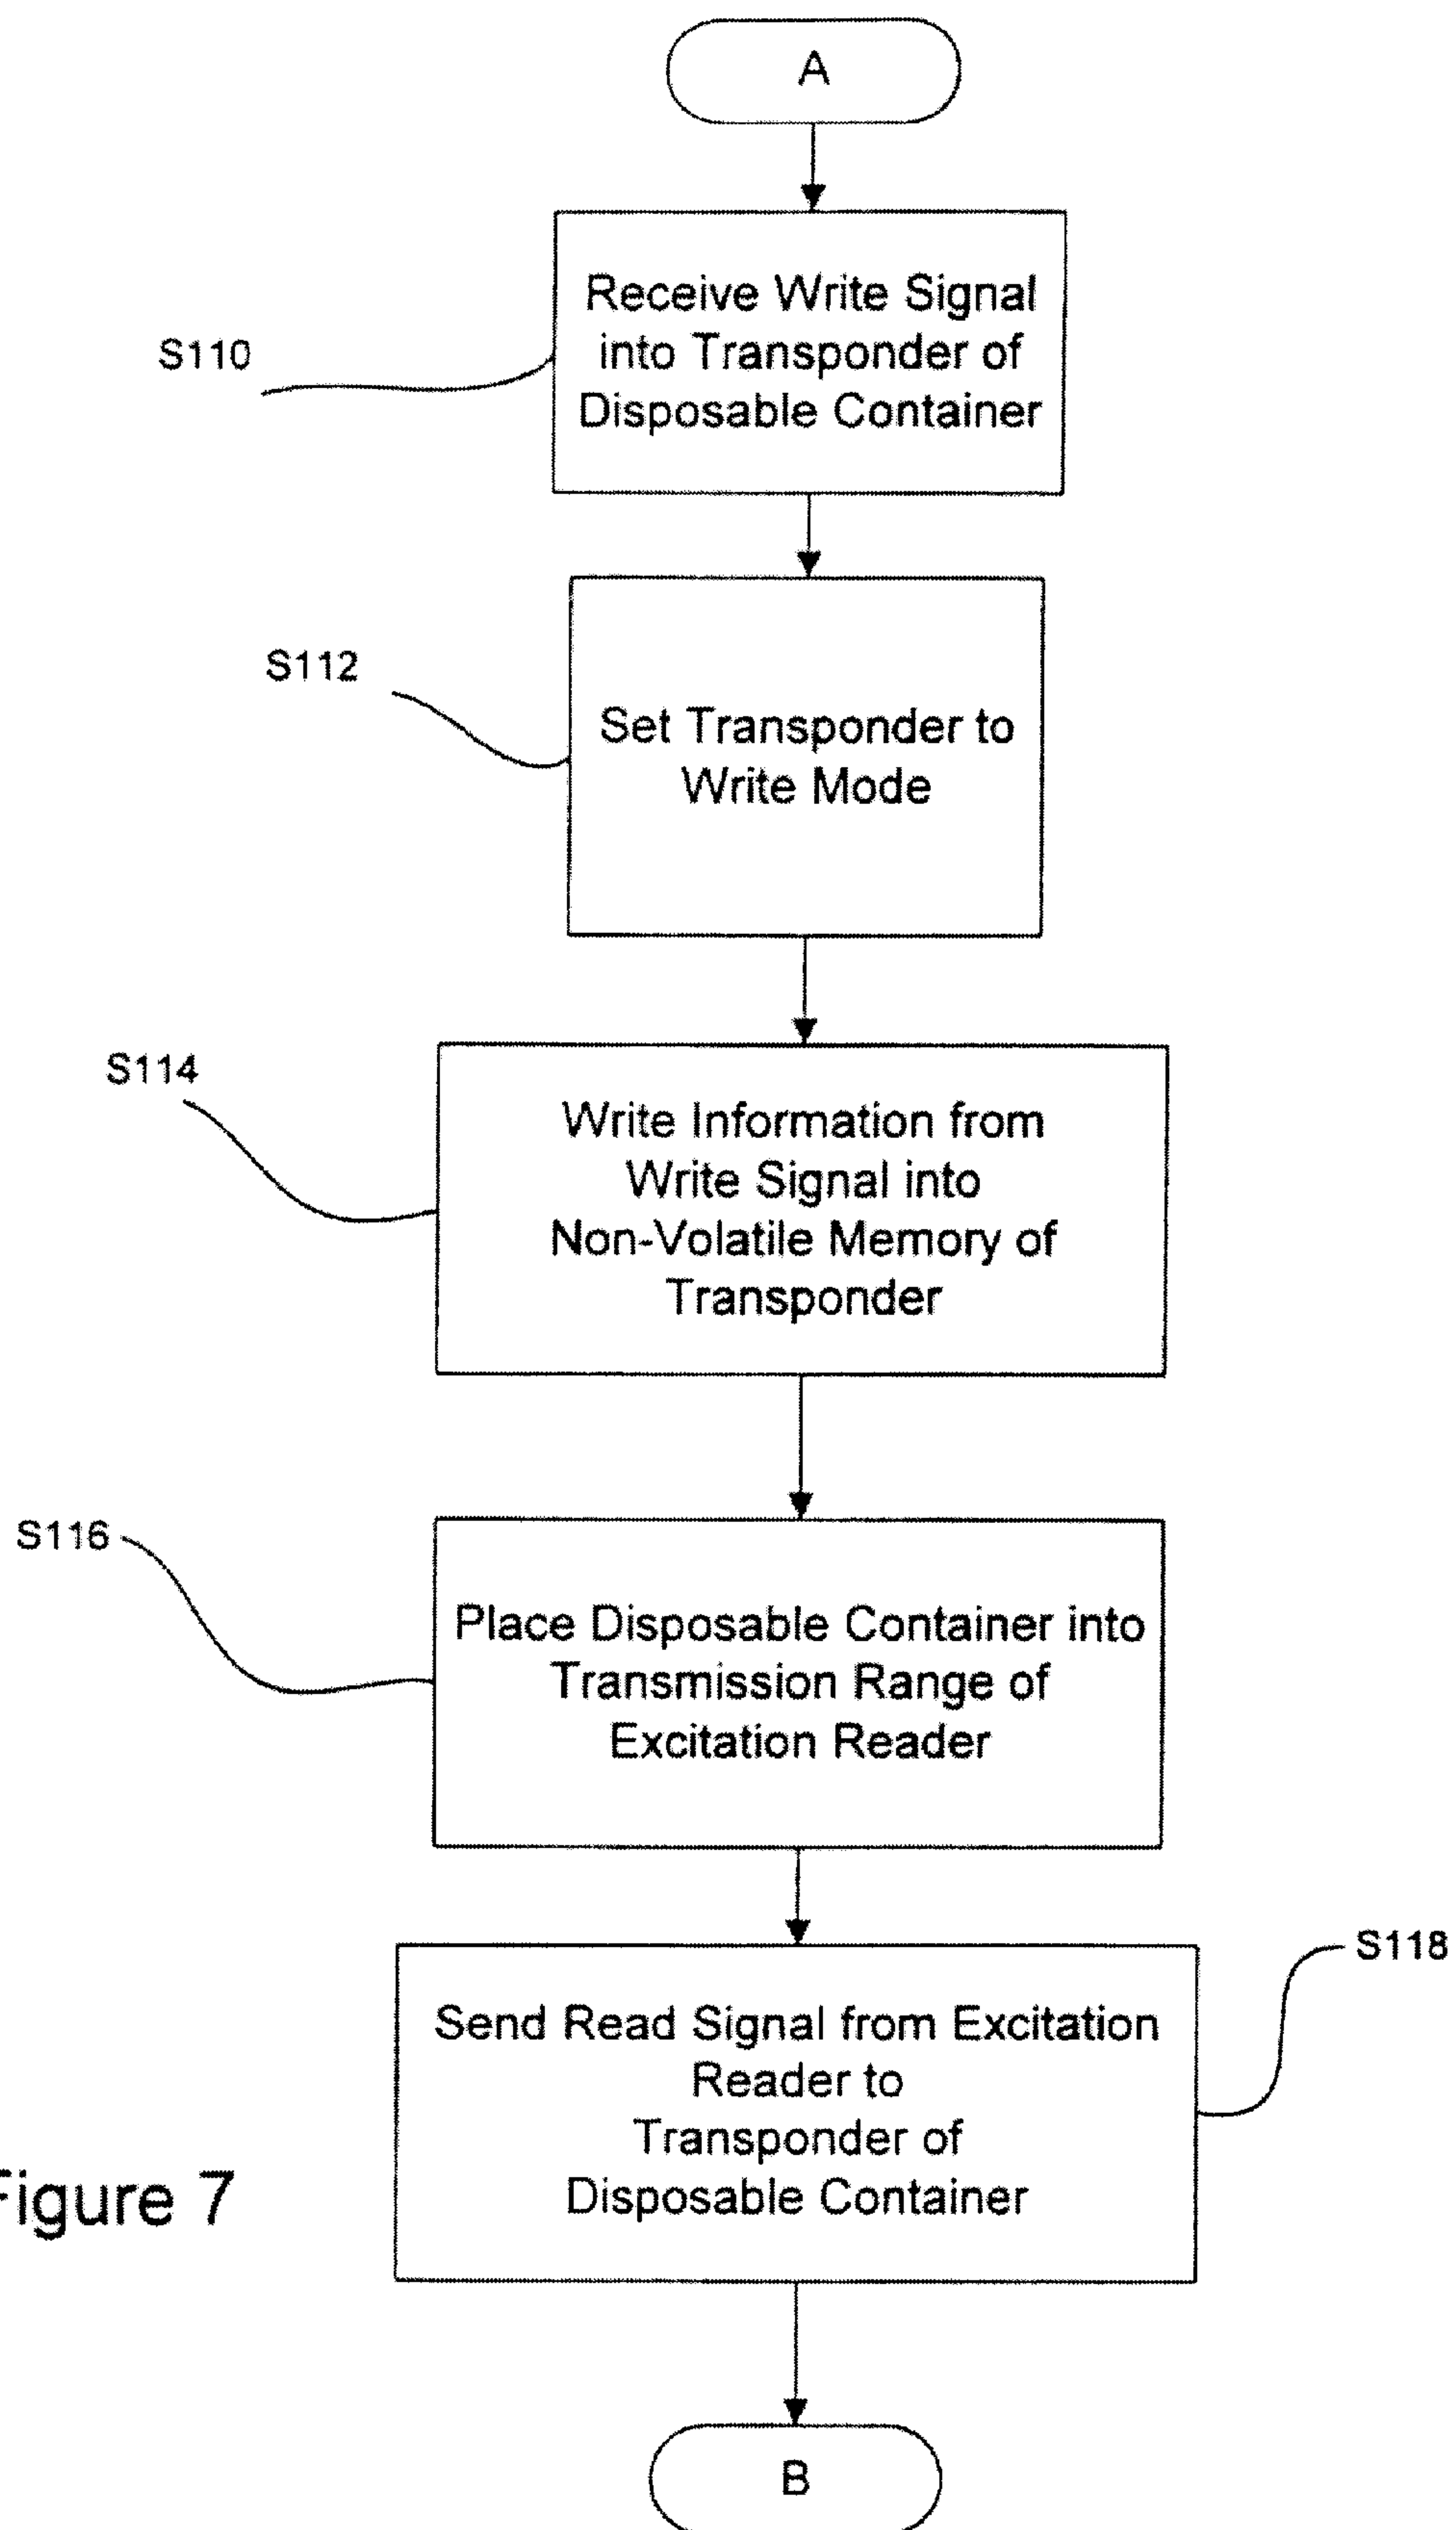 A
S110
Receive Write Signal
into Transponder of
Disposable Container
S112
Set Transponder to
Write Mode
S114
Write Information from
Write Signal into
Non-Volatile Memory of
Transponder
S116
Place Disposable Container into
Transmission Range of
Excitation Reader
S118
Send Read Signal from Excitation
Reader to
Transponder of
Disposable Container
Figure 7
B